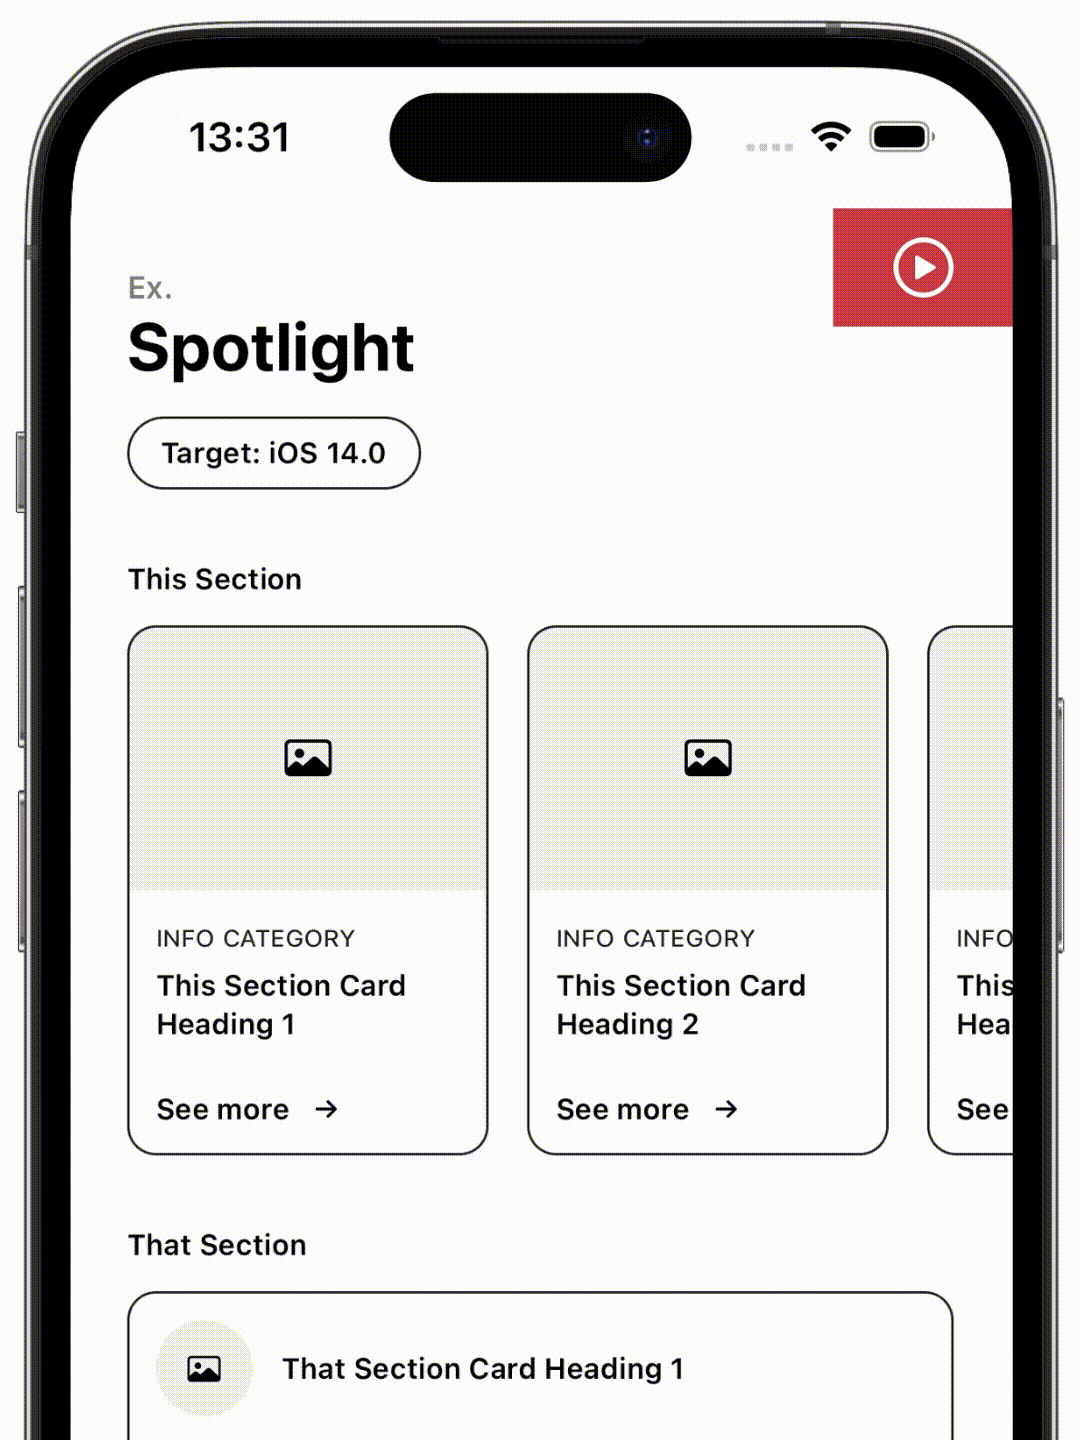 13:31
Ex.
Spotlight
Target: iOS 14.0
This Section
INFO CATEGORY
This Section Card
Heading 1
See more
INFO CATEGORY
This Section Card
Heading 2
See more
INFO
This
Hea
See
That Section
That Section Card Heading 1